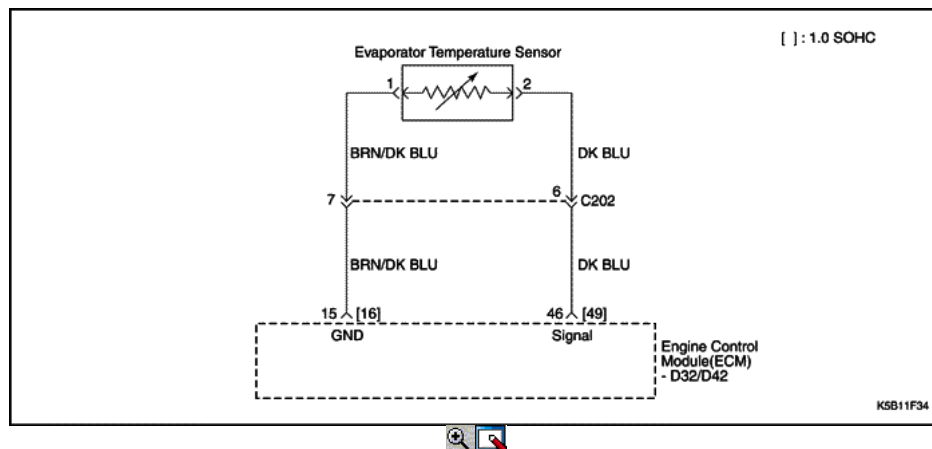 [ ] : 1.0 SOHC
Evaporator Temperature Sensor
1 2
BRN/DK BLU DK BLU
7 6 C202
BRN/DK BLU DK BLU
15 [16] 46 [49]
GND Signal
Engine Control
Module(ECM)
- D32/D42
K5B11F34